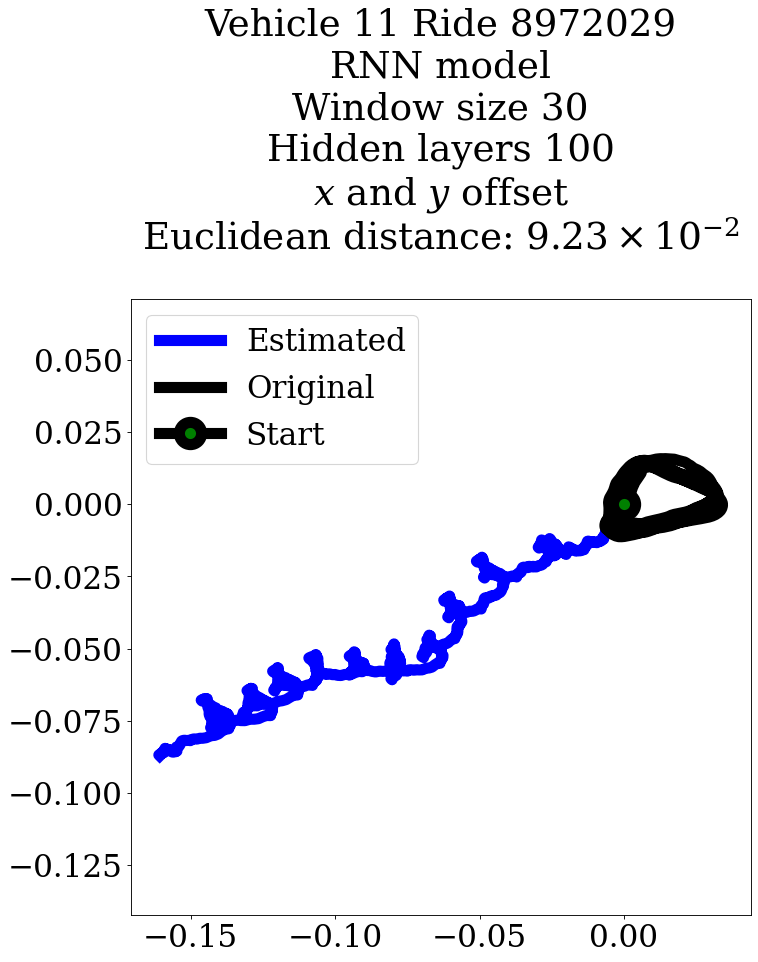 Vehicle 11 Ride 8972029
RNN model
Window size 30
Hidden layers 100
x and y offset
Euclidean distance: 9.23 × 10⁻²
Estimated
Original
Start
0.050
0.025
0.000
−0.025
−0.050
−0.075
−0.100
−0.125
−0.15 −0.10 −0.05 0.00